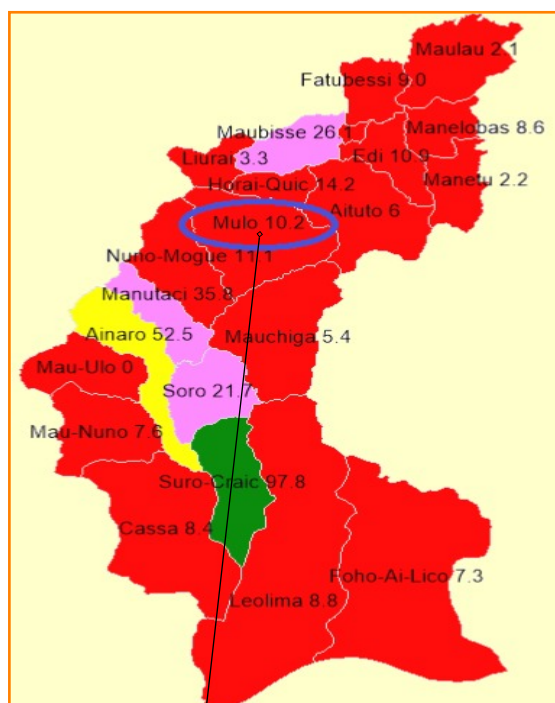 Maulau 2.1
Fatubessi 9.0
Maubisse 26.1
Manelobas 8.6
Liurai 3.3
Edi 10.9
Horai-Quic 14.2
Manetu 2.2
Mulo 10.2
Aituto 6
Nuno-Mogue 11.1
Manutaci 35.8
Ainaro 52.5
Mauchiga 5.4
Mau-Ulo 0
Soro 21.7
Mau-Nuno 7.6
Suro-Craic 97.8
Cassa 8.4
Foho-Ai-Lico 7.3
Leolima 8.8